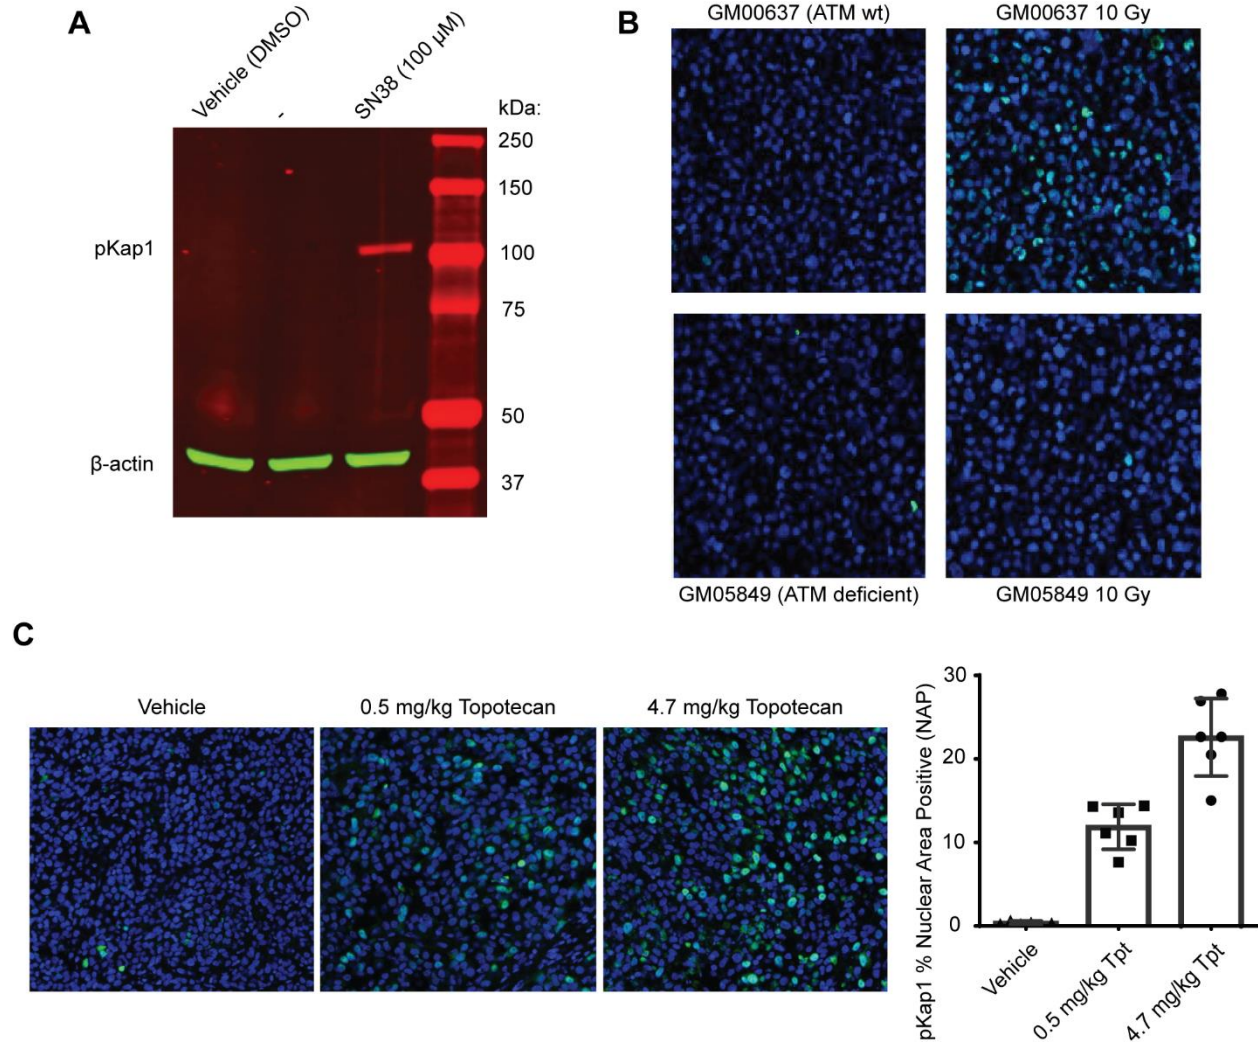 A
Vehicle (DMSO)
-
SN38 (100 μM)
kDa:
250
150
pKap1
100
75
50
β-actin
37
B
GM00637 (ATM wt)
GM00637 10 Gy
GM05849 (ATM deficient)
GM05849 10 Gy
C
Vehicle
0.5 mg/kg Topotecan
4.7 mg/kg Topotecan
pKap1 % Nuclear Area Positive (NAP)
30
20
10
0
Vehicle
0.5 mg/kg Tpt
4.7 mg/kg Tpt